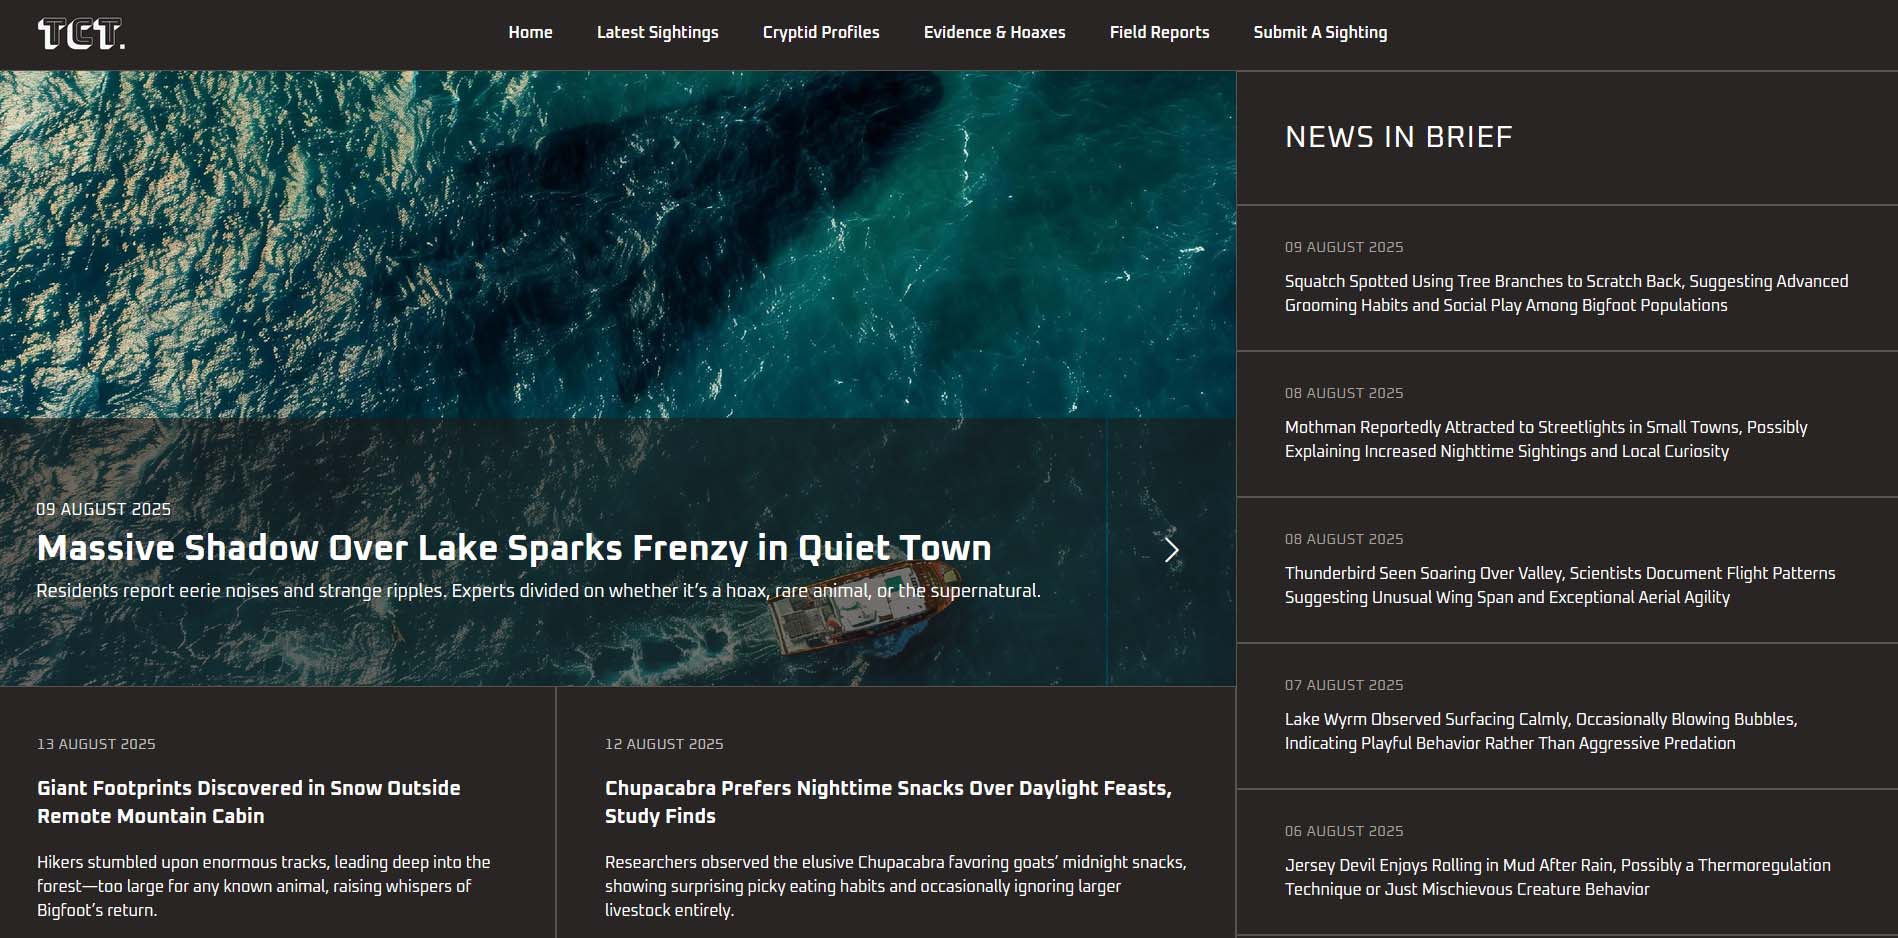 TCT.
Home
Latest Sightings
Cryptid Profiles
Evidence & Hoaxes
Field Reports
Submit A Sighting
09 AUGUST 2025
Massive Shadow Over Lake Sparks Frenzy in Quiet Town
Residents report eerie noises and strange ripples. Experts divided on whether it’s a hoax, rare animal, or the supernatural.
13 AUGUST 2025
Giant Footprints Discovered in Snow Outside
Remote Mountain Cabin
Hikers stumbled upon enormous tracks, leading deep into the
forest—too large for any known animal, raising whispers of
Bigfoot’s return.
12 AUGUST 2025
Chupacabra Prefers Nighttime Snacks Over Daylight Feasts,
Study Finds
Researchers observed the elusive Chupacabra favoring goats’ midnight snacks,
showing surprising picky eating habits and occasionally ignoring larger
livestock entirely.
NEWS IN BRIEF
09 AUGUST 2025
Squatch Spotted Using Tree Branches to Scratch Back, Suggesting Advanced
Grooming Habits and Social Play Among Bigfoot Populations
08 AUGUST 2025
Mothman Reportedly Attracted to Streetlights in Small Towns, Possibly
Explaining Increased Nighttime Sightings and Local Curiosity
08 AUGUST 2025
Thunderbird Seen Soaring Over Valley, Scientists Document Flight Patterns
Suggesting Unusual Wing Span and Exceptional Aerial Agility
07 AUGUST 2025
Lake Wyrm Observed Surfacing Calmly, Occasionally Blowing Bubbles,
Indicating Playful Behavior Rather Than Aggressive Predation
06 AUGUST 2025
Jersey Devil Enjoys Rolling in Mud After Rain, Possibly a Thermoregulation
Technique or Just Mischievous Creature Behavior